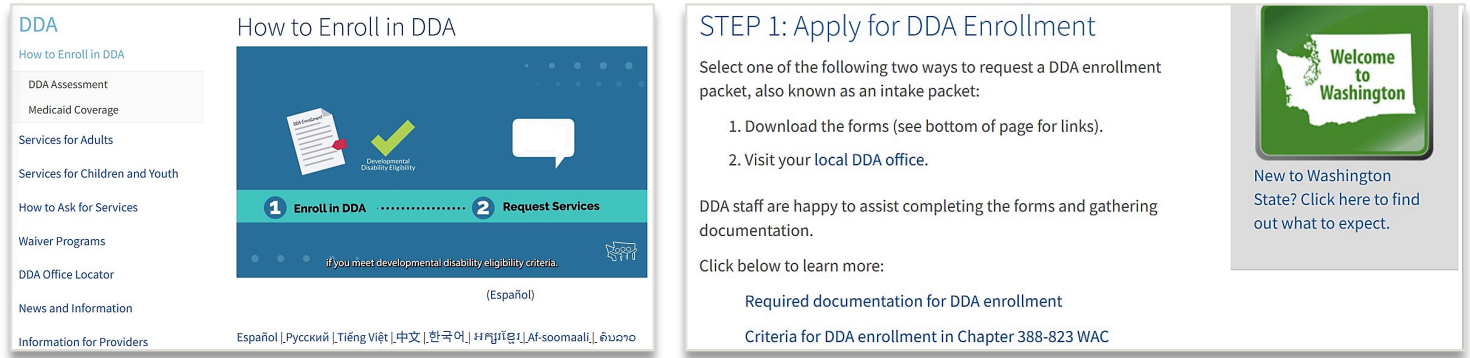 DDA
How to Enroll in DDA
DDA Assessment
Medicaid Coverage
Services for Adults
Services for Children and Youth
How to Ask for Services
Waiver Programs
DDA Office Locator
News and Information
Information for Providers
How to Enroll in DDA
DDA Enrollment
Developmental
Disability Eligibility
1 Enroll in DDA
2 Request Services
if you meet developmental disability eligibility criteria.
(Español)
Español | Русский | Tiếng Việt | 中文 | 한국어 | អក្សរខ្មែរ | Af-soomaali | ຄົນລາວ
STEP 1: Apply for DDA Enrollment
Select one of the following two ways to request a DDA enrollment
packet, also known as an intake packet:
1. Download the forms (see bottom of page for links).
2. Visit your local DDA office.
DDA staff are happy to assist completing the forms and gathering
documentation.
Click below to learn more:
Required documentation for DDA enrollment
Criteria for DDA enrollment in Chapter 388-823 WAC
Welcome
to
Washington
New to Washington
State? Click here to find
out what to expect.